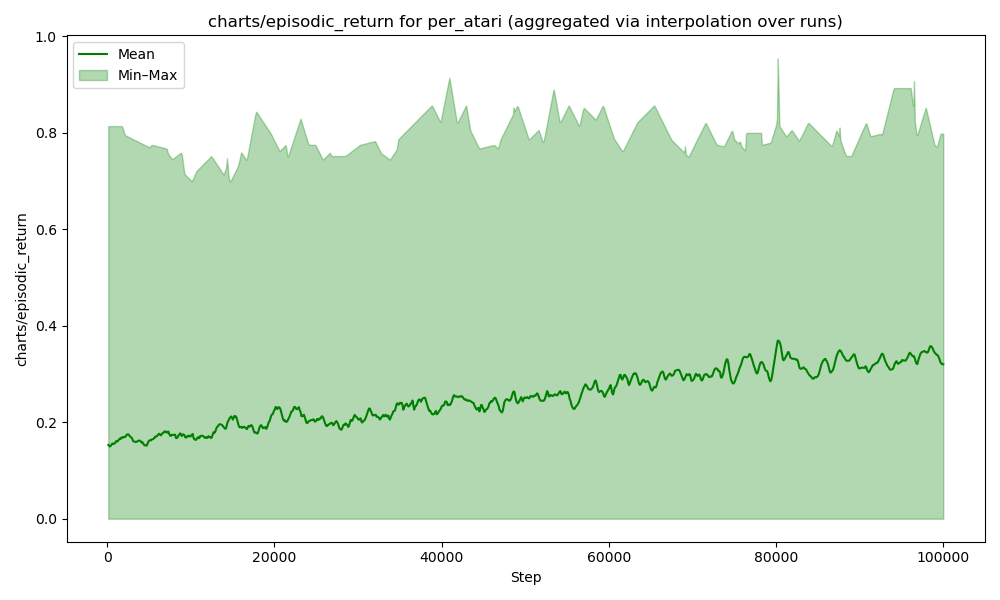 charts/episodic_return for per_atari (aggregated via interpolation over runs)
Mean
Min–Max
charts/episodic_return
1.0
0.8
0.6
0.4
0.2
0.0
0
20000
40000
60000
80000
100000
Step